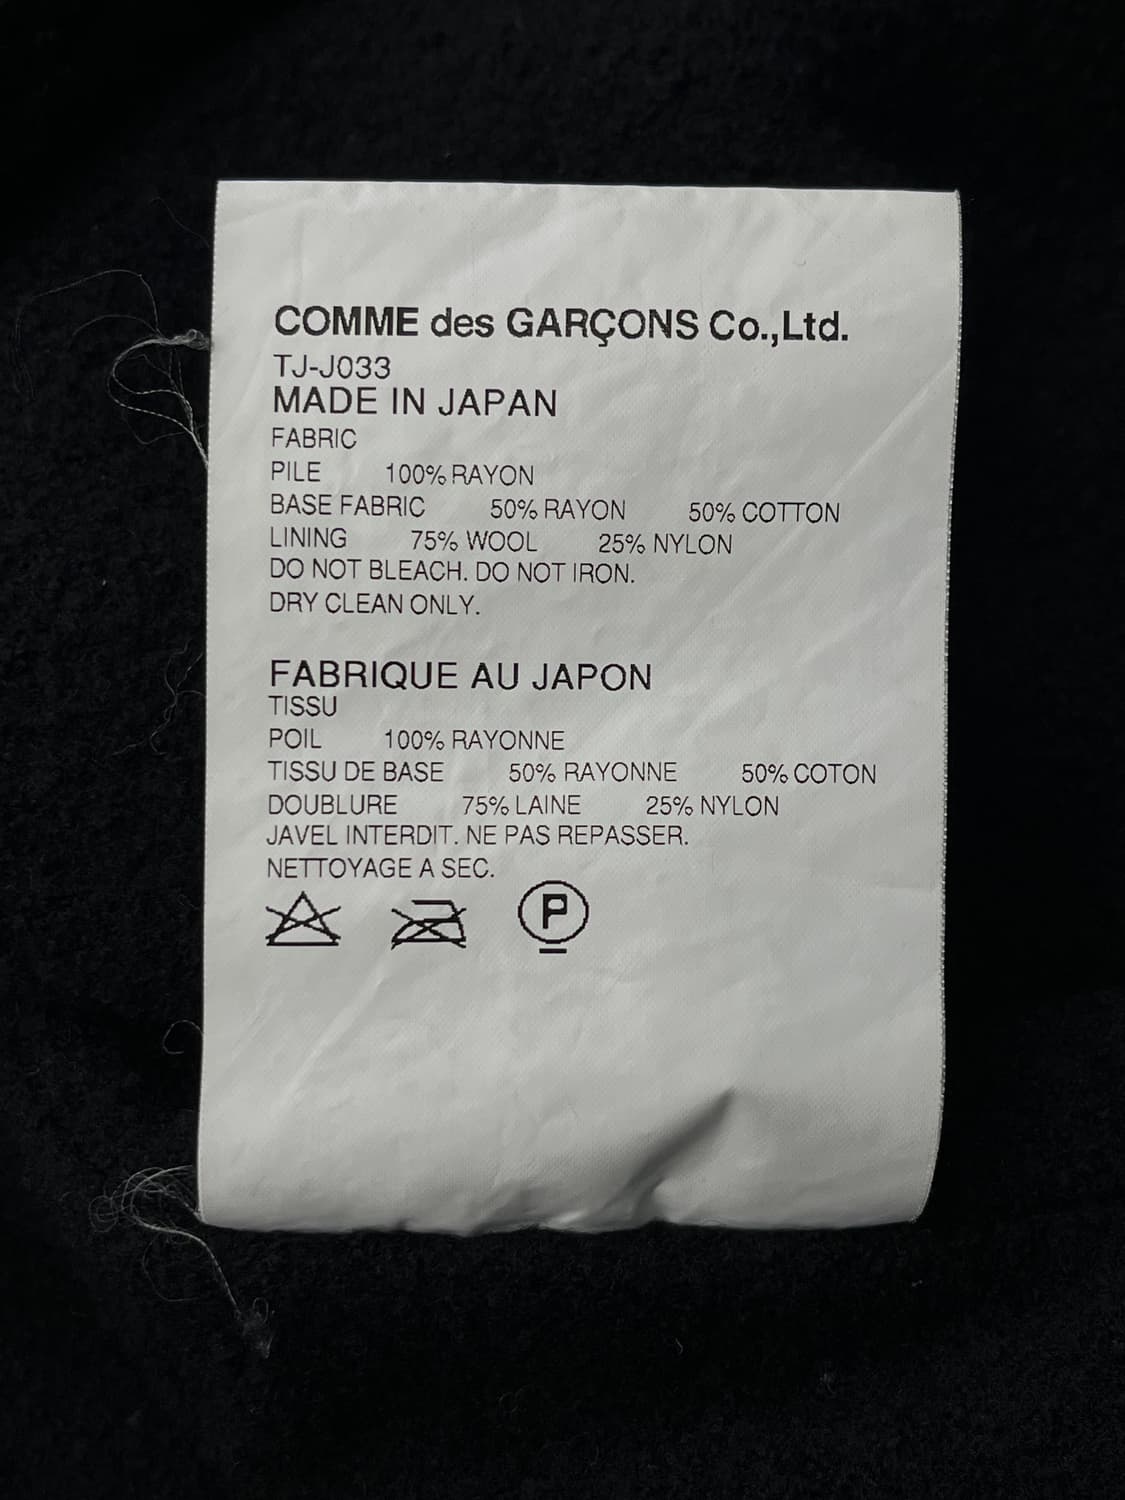 COMME des GARÇONS Co.,Ltd.
TJ-J033
MADE IN JAPAN
FABRIC
PILE 100% RAYON
BASE FABRIC 50% RAYON 50% COTTON
LINING 75% WOOL 25% NYLON
DO NOT BLEACH. DO NOT IRON.
DRY CLEAN ONLY.
FABRIQUE AU JAPON
TISSU
POIL 100% RAYONNE
TISSU DE BASE 50% RAYONNE 50% COTON
DOUBLURE 75% LAINE 25% NYLON
JAVEL INTERDIT. NE PAS REPASSER.
NETTOYAGE A SEC.
P